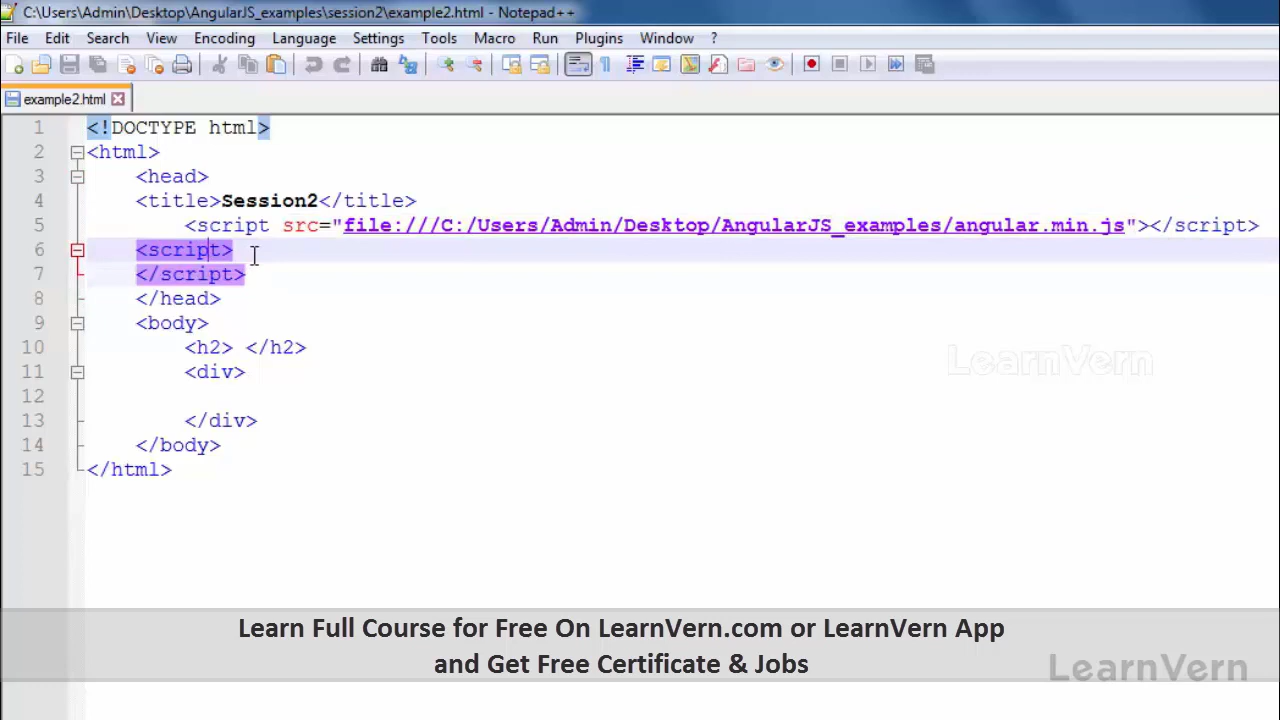 C:\Users\Admin\Desktop\AngularJS_examples\session2\example2.html - Notepad++
File Edit Search View Encoding Language Settings Tools Macro Run Plugins Window ?
example2.html
1 <!DOCTYPE html>
2 <html>
3 <head>
4 <title>Session2</title>
5 <script src="file:///C:/Users/Admin/Desktop/AngularJS_examples/angular.min.js"></script>
6 <script>
7 </script>
8 </head>
9 <body>
10 <h2> </h2>
11 <div>
12
13 </div>
14 </body>
15 </html>
LearnVern
Learn Full Course for Free On LearnVern.com or LearnVern App
and Get Free Certificate & Jobs
LearnVern